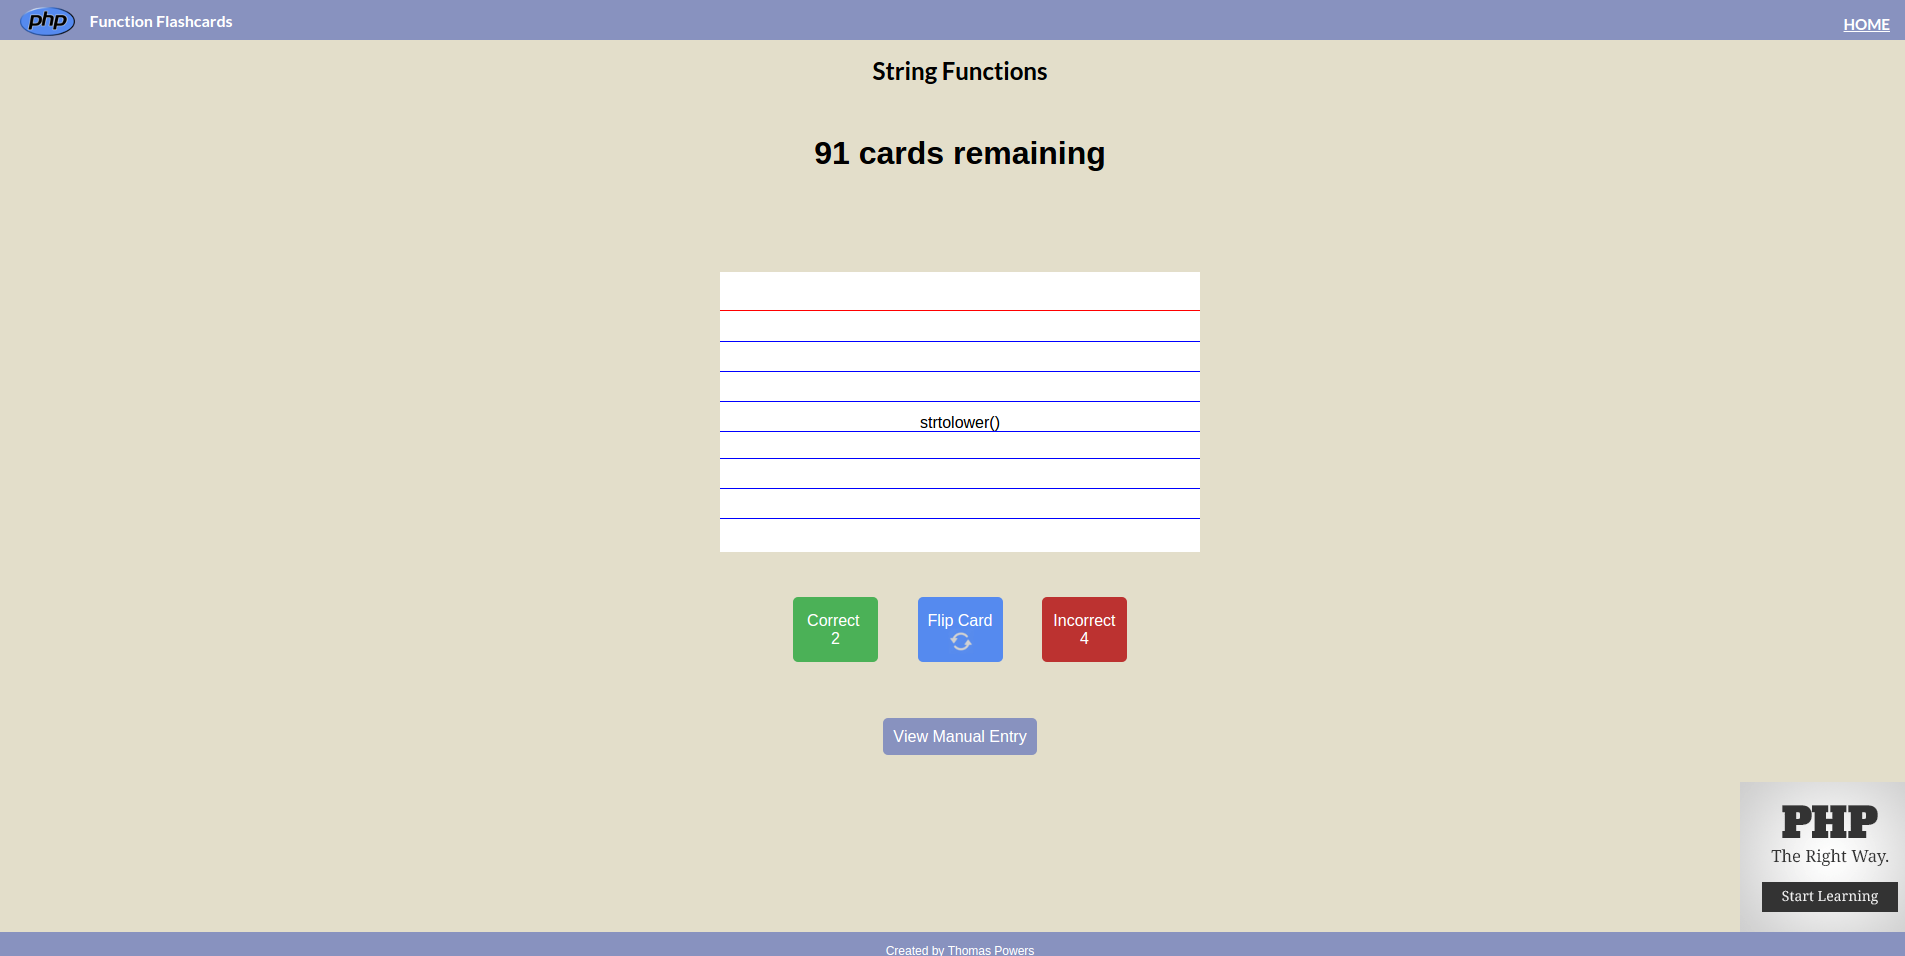 php Function Flashcards
HOME
String Functions
91 cards remaining
strtolower()
Correct
2
Flip Card
Incorrect
4
View Manual Entry
PHP
The Right Way.
Start Learning
Created by Thomas Powers